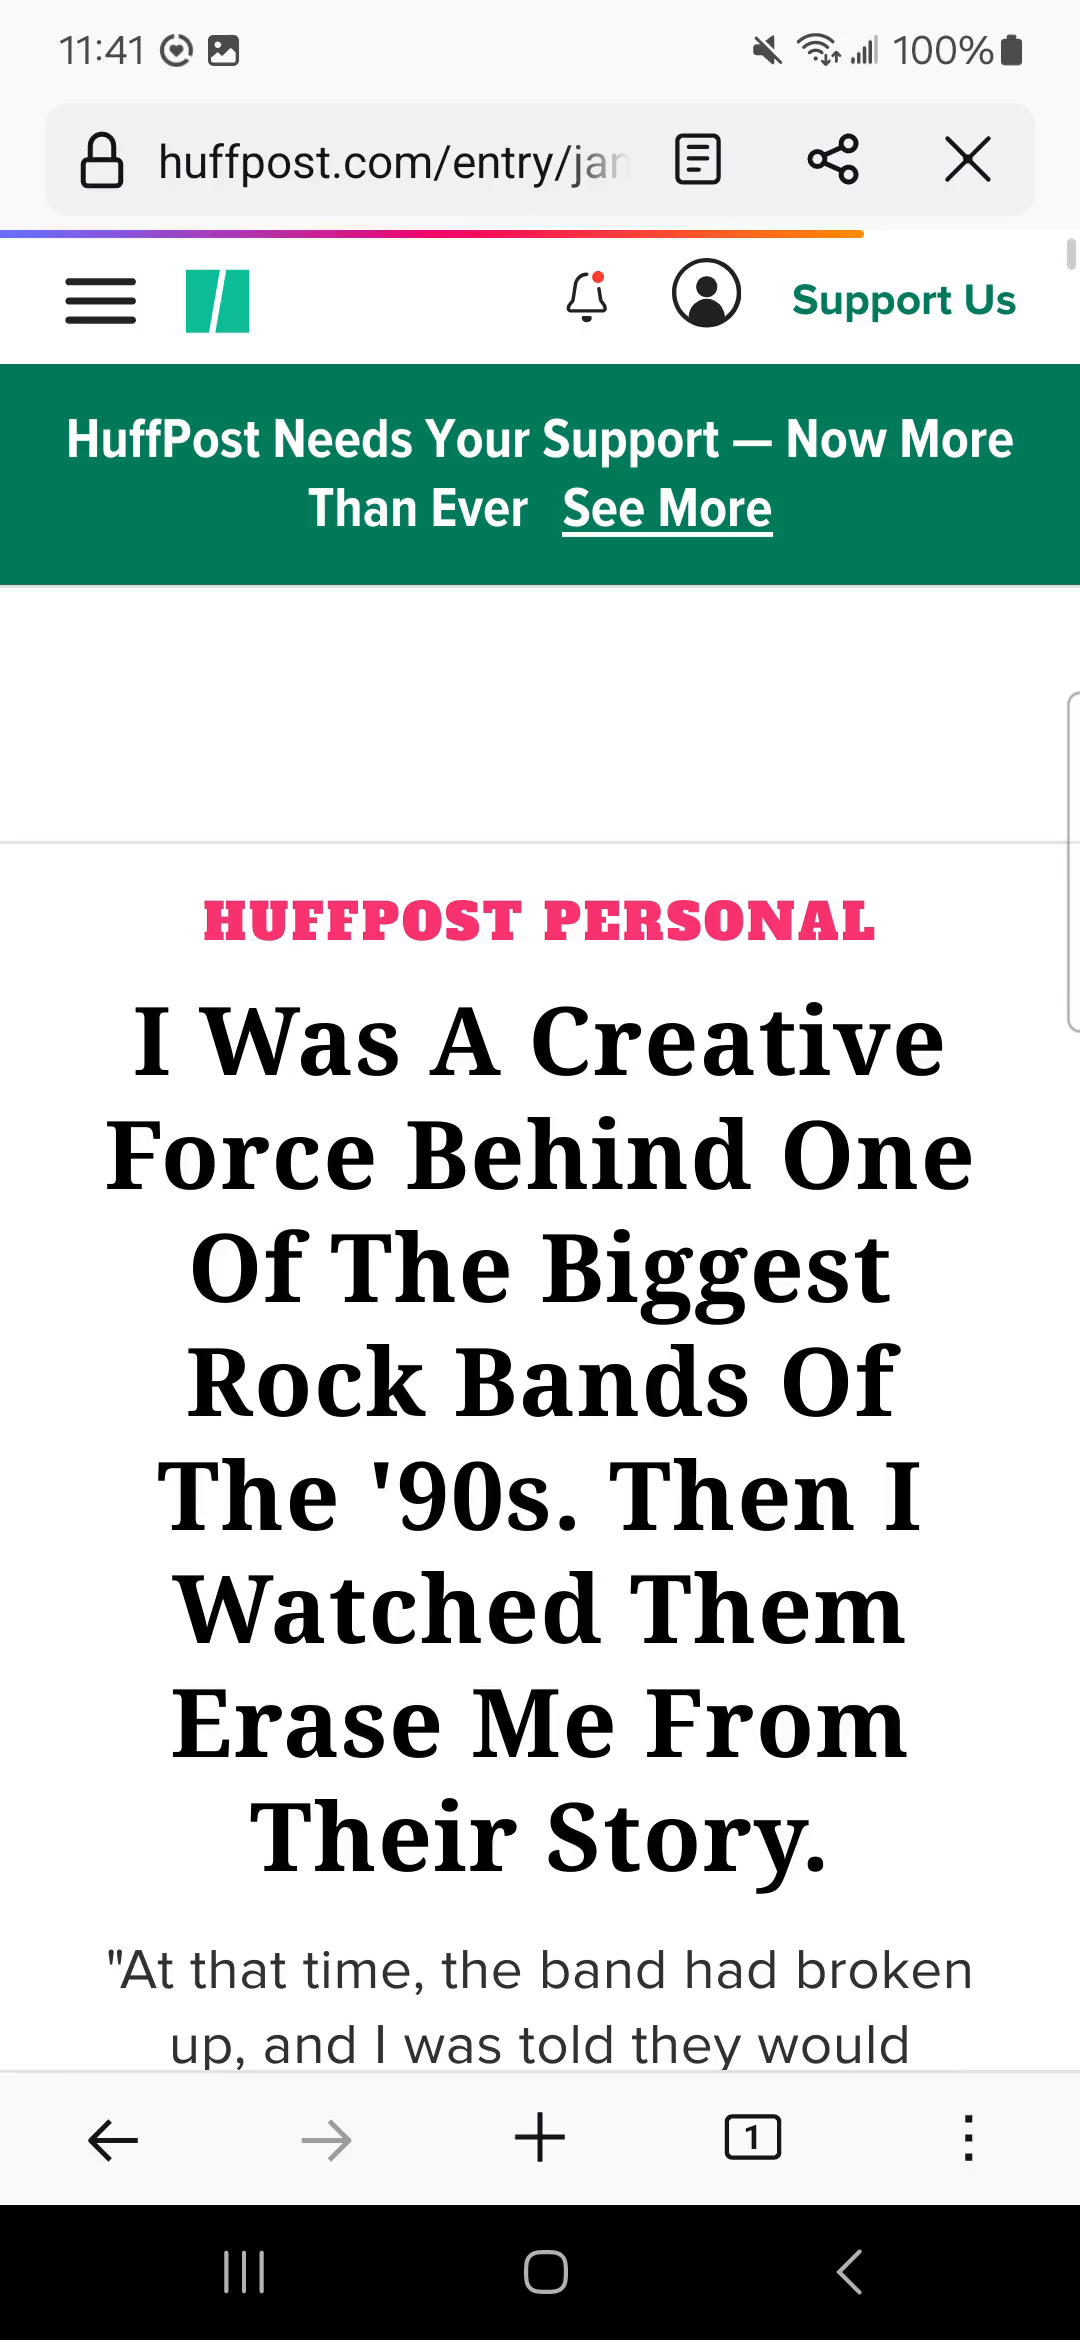 11:41
100%
huffpost.com/entry/jan
Support Us
HuffPost Needs Your Support — Now More
Than Ever See More
HUFFPOST PERSONAL
I Was A Creative
Force Behind One
Of The Biggest
Rock Bands Of
The '90s. Then I
Watched Them
Erase Me From
Their Story.
"At that time, the band had broken
up, and I was told they would
1